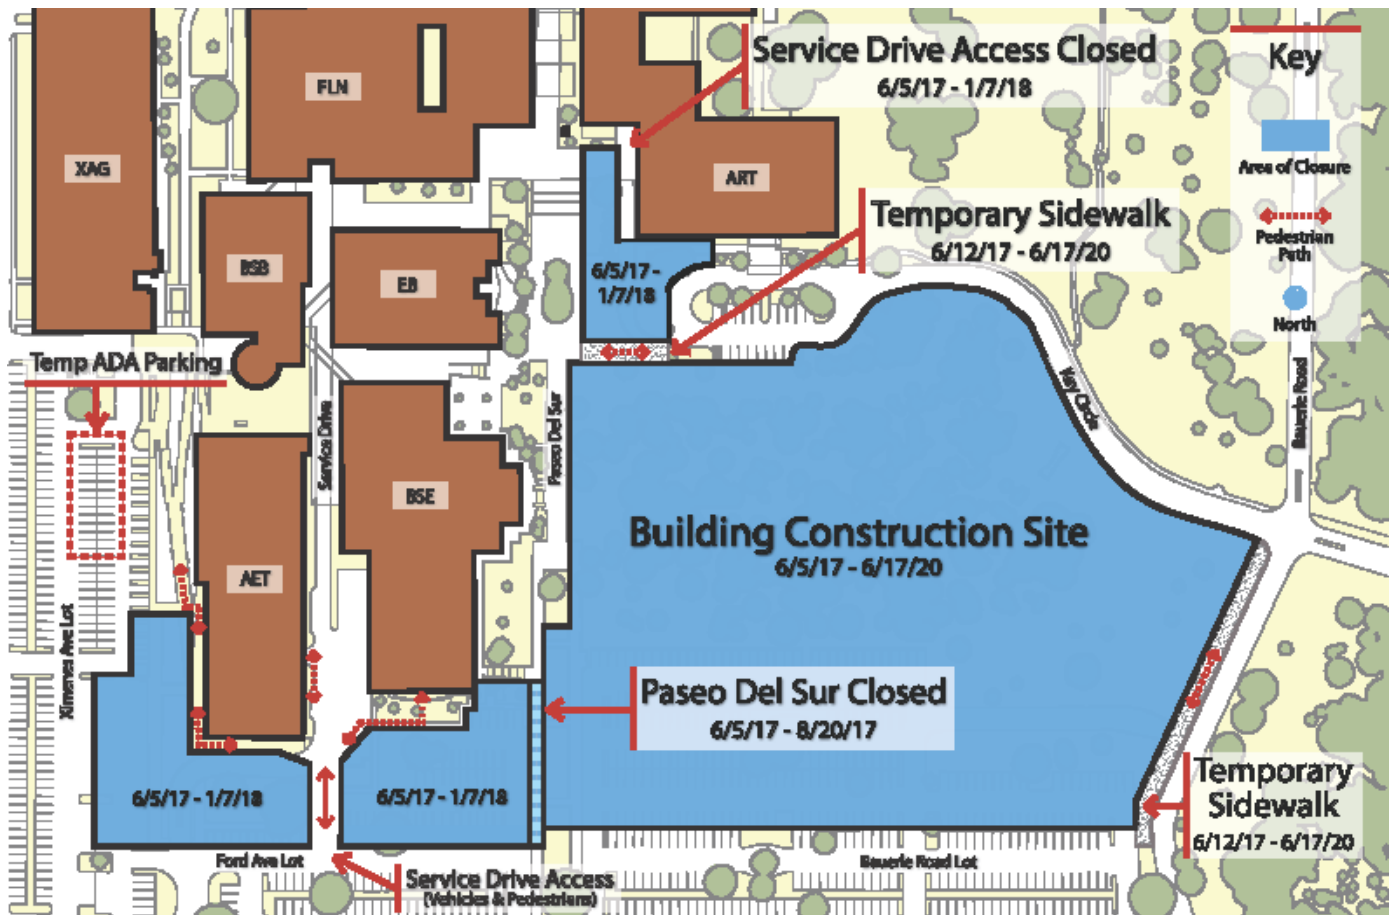 Service Drive Access Closed
6/5/17 - 1/7/18
Key
Area of Closure
Pedestrian
Path
North
FLN
XAG
ART
Temporary Sidewalk
6/12/17 - 6/17/20
BSB
EB
6/5/17 -
1/7/18
Temp ADA Parking
Service Drive
Paseo Del Sur
Key Circle
Bauerle Road
BSE
Building Construction Site
6/5/17 - 6/17/20
AET
Ximenes Ave Lot
Paseo Del Sur Closed
6/5/17 - 8/20/17
6/5/17 - 1/7/18
6/5/17 - 1/7/18
Temporary
Sidewalk
6/12/17 - 6/17/20
Ford Ave Lot
Bauerle Road Lot
Service Drive Access
(Vehicles & Pedestrians)